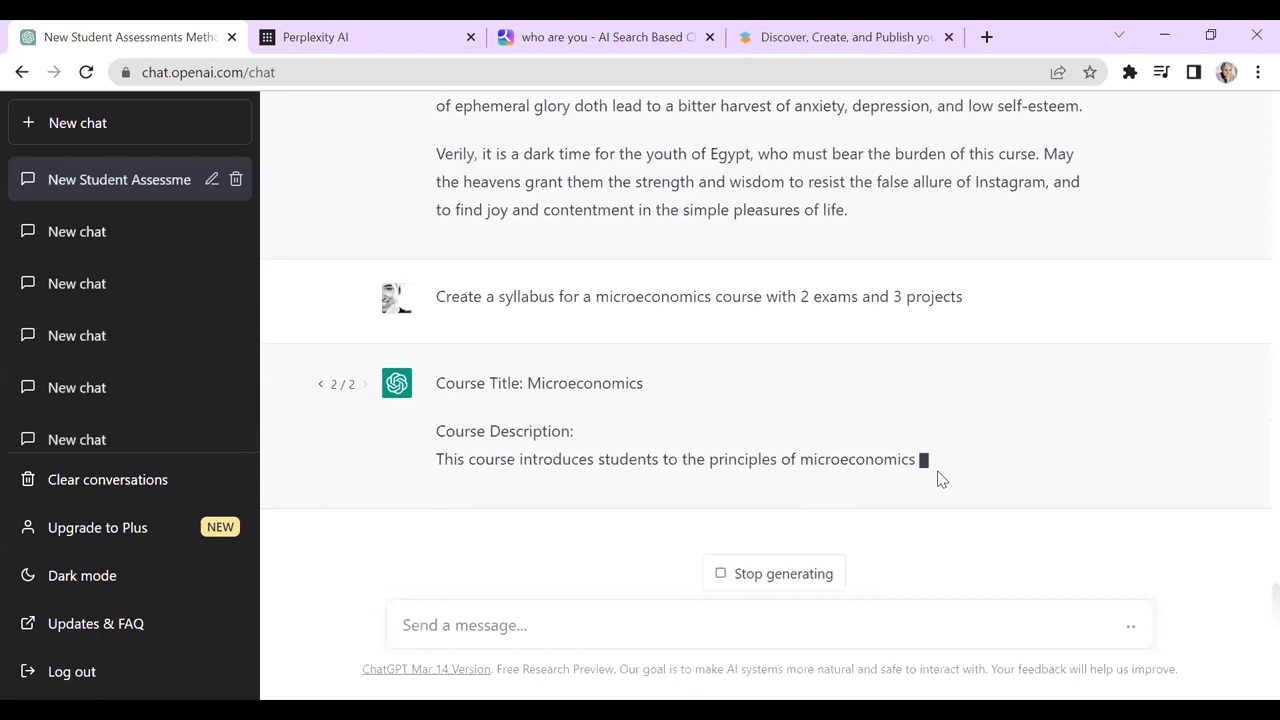 New Student Assessments Meth
Perplexity AI
who are you - AI Search Based C
Discover, Create, and Publish you
chat.openai.com/chat
New chat
New Student Assessme
New chat
New chat
New chat
New chat
New chat
Clear conversations
Upgrade to Plus NEW
Dark mode
Updates & FAQ
Log out
of ephemeral glory doth lead to a bitter harvest of anxiety, depression, and low self-esteem.
Verily, it is a dark time for the youth of Egypt, who must bear the burden of this curse. May
the heavens grant them the strength and wisdom to resist the false allure of Instagram, and
to find joy and contentment in the simple pleasures of life.
Create a syllabus for a microeconomics course with 2 exams and 3 projects
2 / 2
Course Title: Microeconomics
Course Description:
This course introduces students to the principles of microeconomics
Stop generating
Send a message...
ChatGPT Mar 14 Version. Free Research Preview. Our goal is to make AI systems more natural and safe to interact with. Your feedback will help us improve.